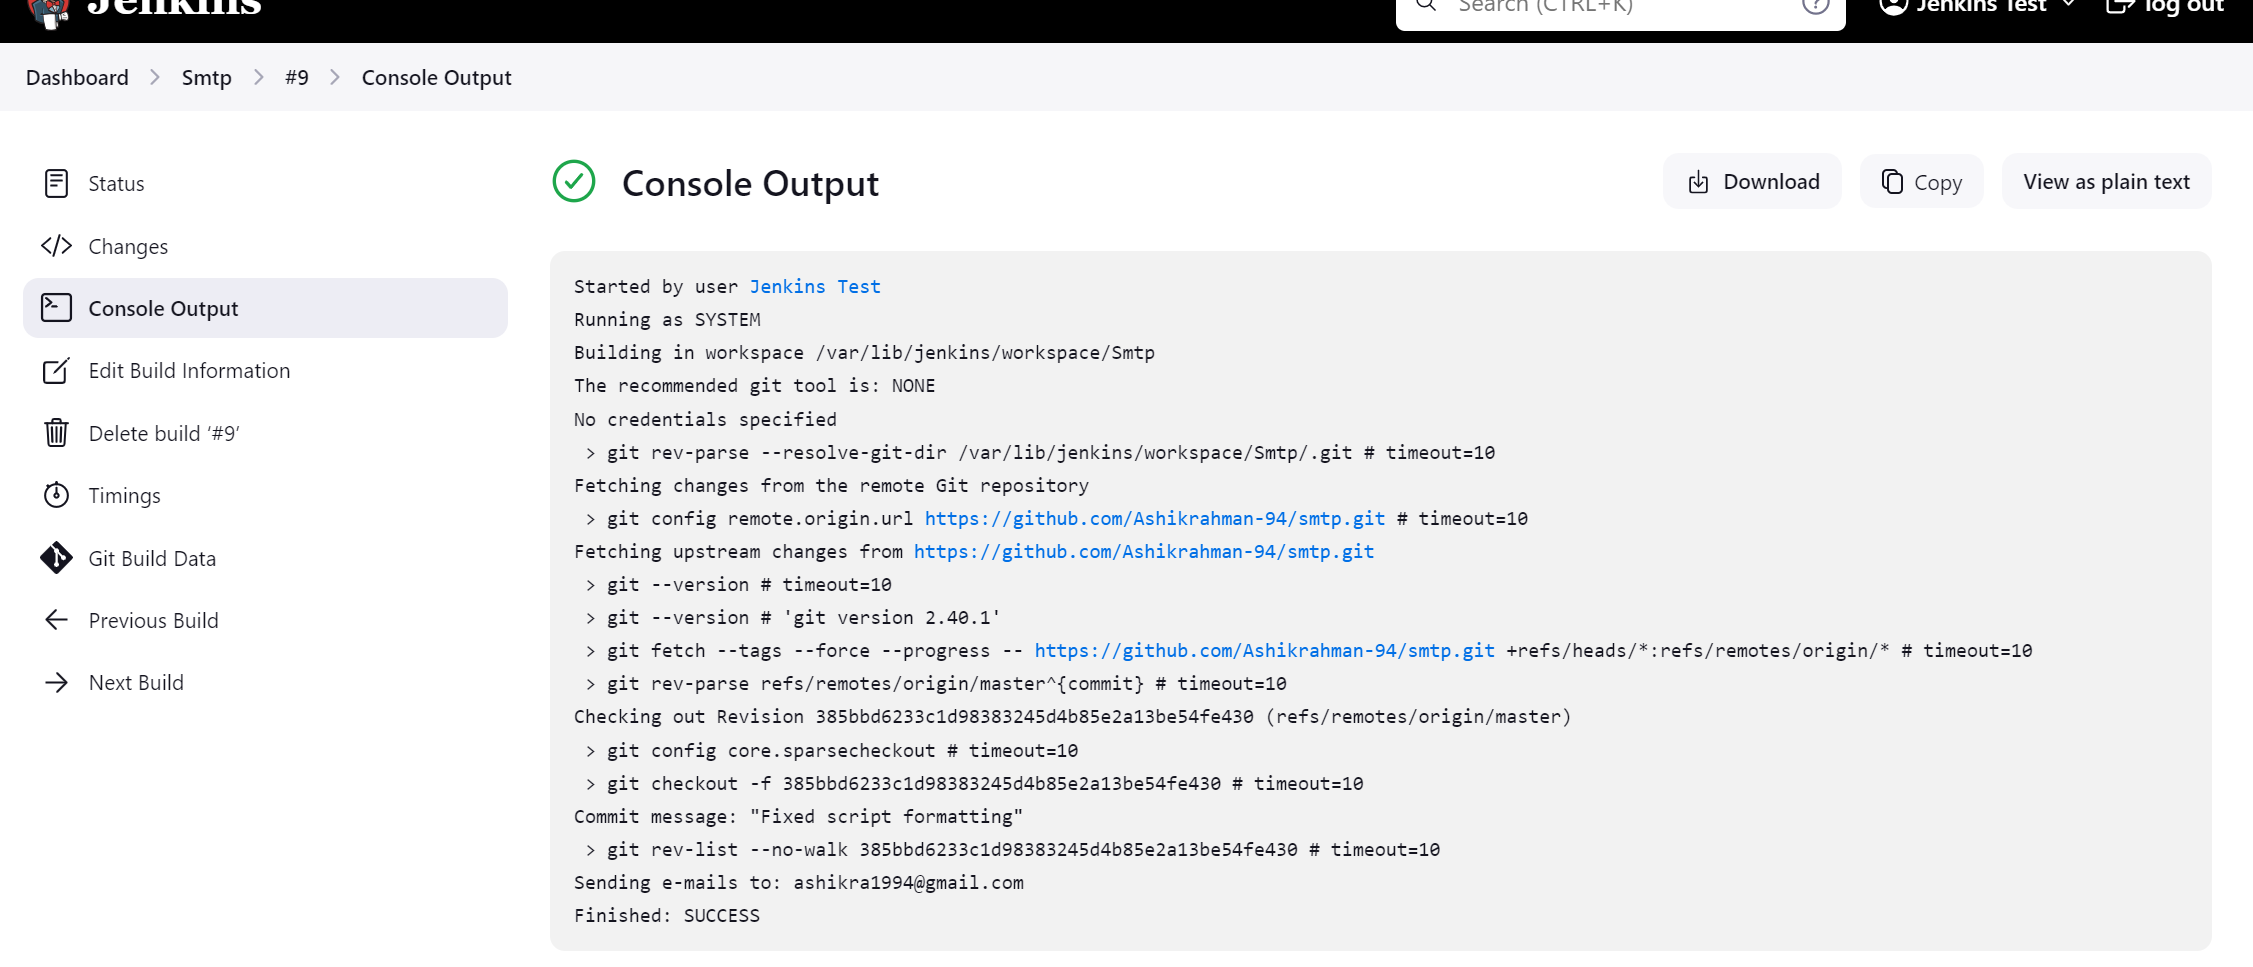 Jenkins
Search (CTRL+K)
Jenkins Test
log out
Dashboard
Smtp
#9
Console Output
Status
Changes
Console Output
Edit Build Information
Delete build ‘#9’
Timings
Git Build Data
Previous Build
Next Build
Console Output
Download
Copy
View as plain text
Started by user Jenkins Test
Running as SYSTEM
Building in workspace /var/lib/jenkins/workspace/Smtp
The recommended git tool is: NONE
No credentials specified
 > git rev-parse --resolve-git-dir /var/lib/jenkins/workspace/Smtp/.git # timeout=10
Fetching changes from the remote Git repository
 > git config remote.origin.url https://github.com/Ashikrahman-94/smtp.git # timeout=10
Fetching upstream changes from https://github.com/Ashikrahman-94/smtp.git
 > git --version # timeout=10
 > git --version # 'git version 2.40.1'
 > git fetch --tags --force --progress -- https://github.com/Ashikrahman-94/smtp.git +refs/heads/*:refs/remotes/origin/* # timeout=10
 > git rev-parse refs/remotes/origin/master^{commit} # timeout=10
Checking out Revision 385bbd6233c1d98383245d4b85e2a13be54fe430 (refs/remotes/origin/master)
 > git config core.sparsecheckout # timeout=10
 > git checkout -f 385bbd6233c1d98383245d4b85e2a13be54fe430 # timeout=10
Commit message: "Fixed script formatting"
 > git rev-list --no-walk 385bbd6233c1d98383245d4b85e2a13be54fe430 # timeout=10
Sending e-mails to: ashikra1994@gmail.com
Finished: SUCCESS